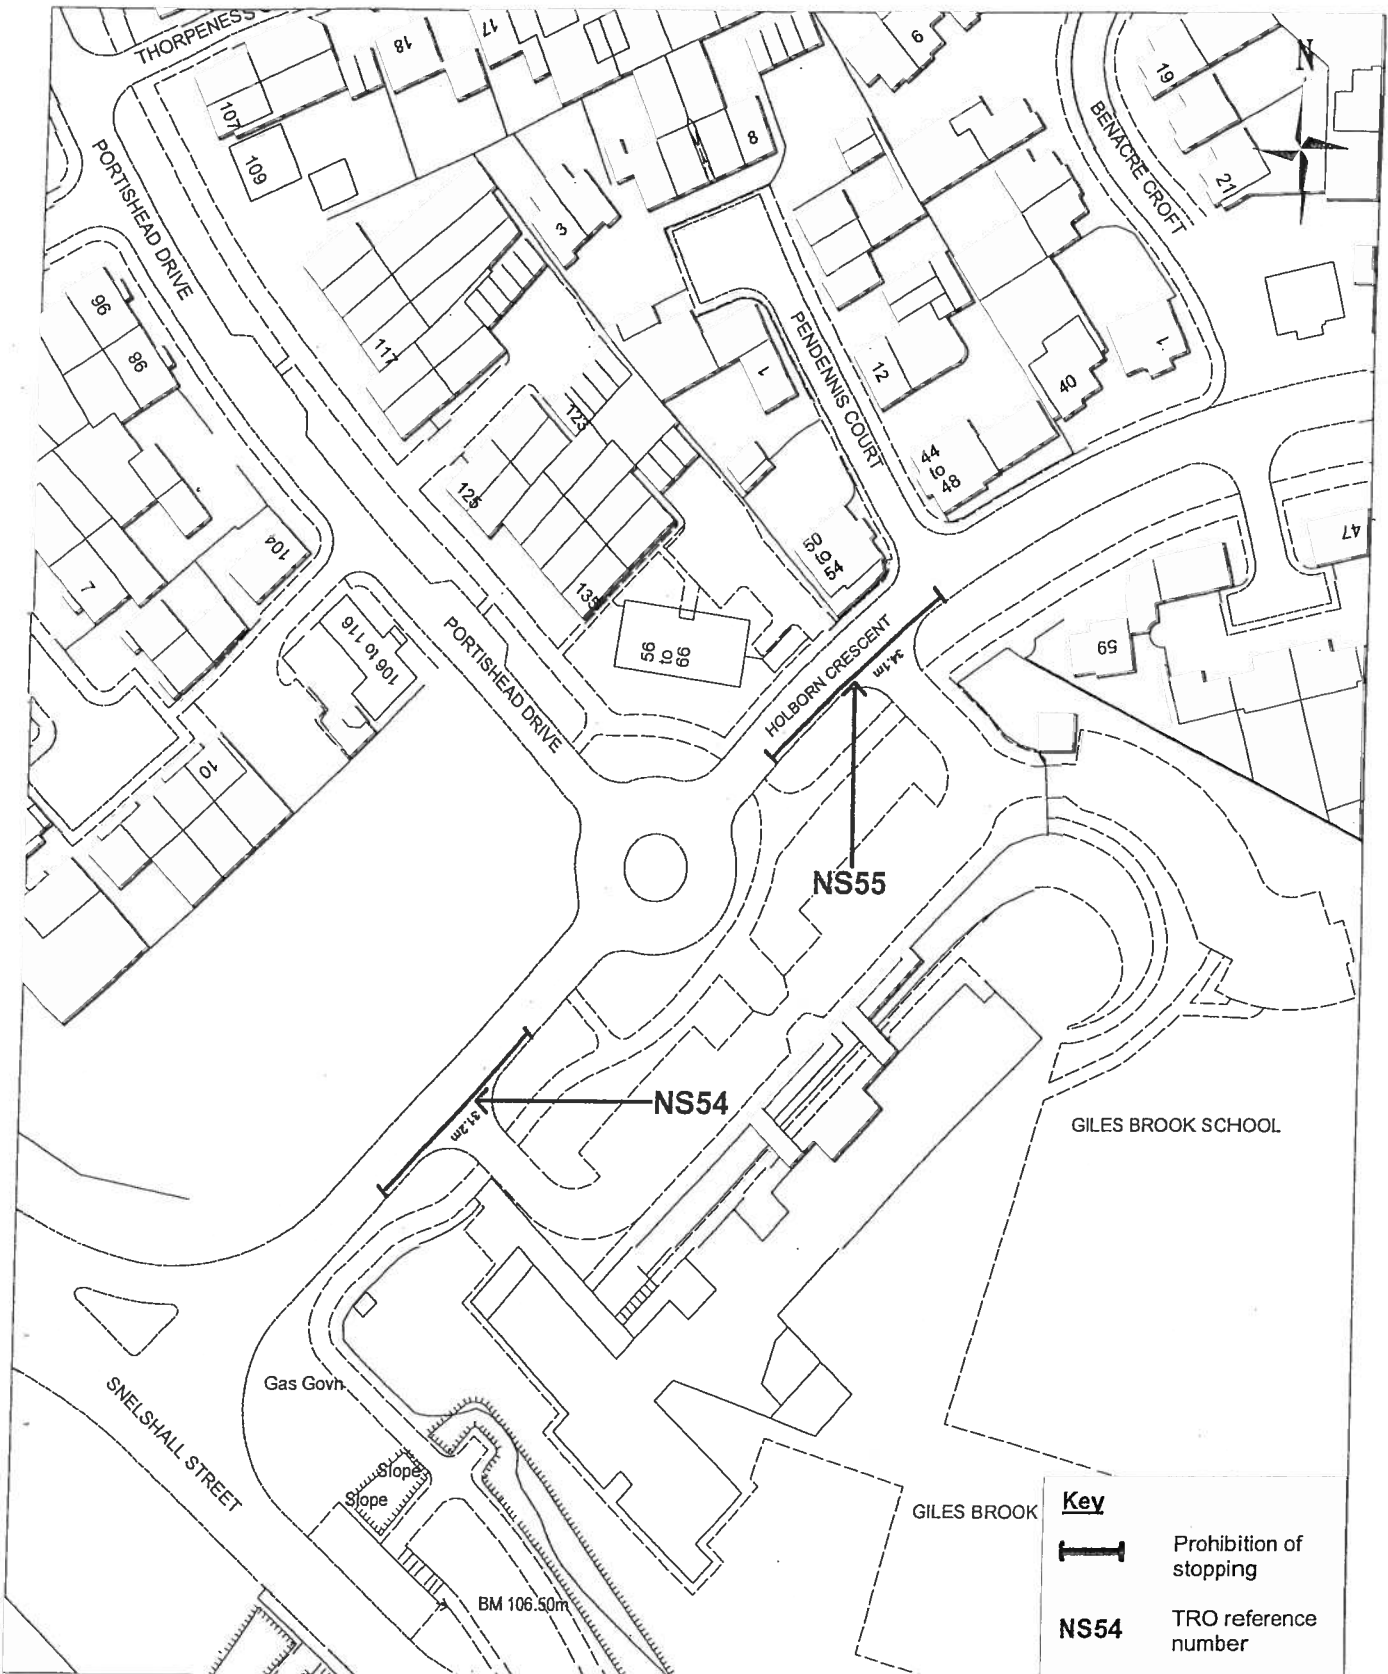 THORPENESS
18
17
9
19
N
107
109
8
BENACRE CROFT
21
PORTISHEAD DRIVE
3
96
98
117
PENDENNIS COURT
1
12
40
1
123
125
44
to
48
104
47
7
135
50
to
54
106 to 116
56
to
66
PORTISHEAD DRIVE
HOLBORN CRESCENT
34.1m
59
10
NS55
NS54
31.2m
GILES BROOK SCHOOL
Gas Govn
SNELSHALL STREET
Slope
Slope
BM 106.50m
GILES BROOK
Key
Prohibition of
stopping
NS54
TRO reference
number